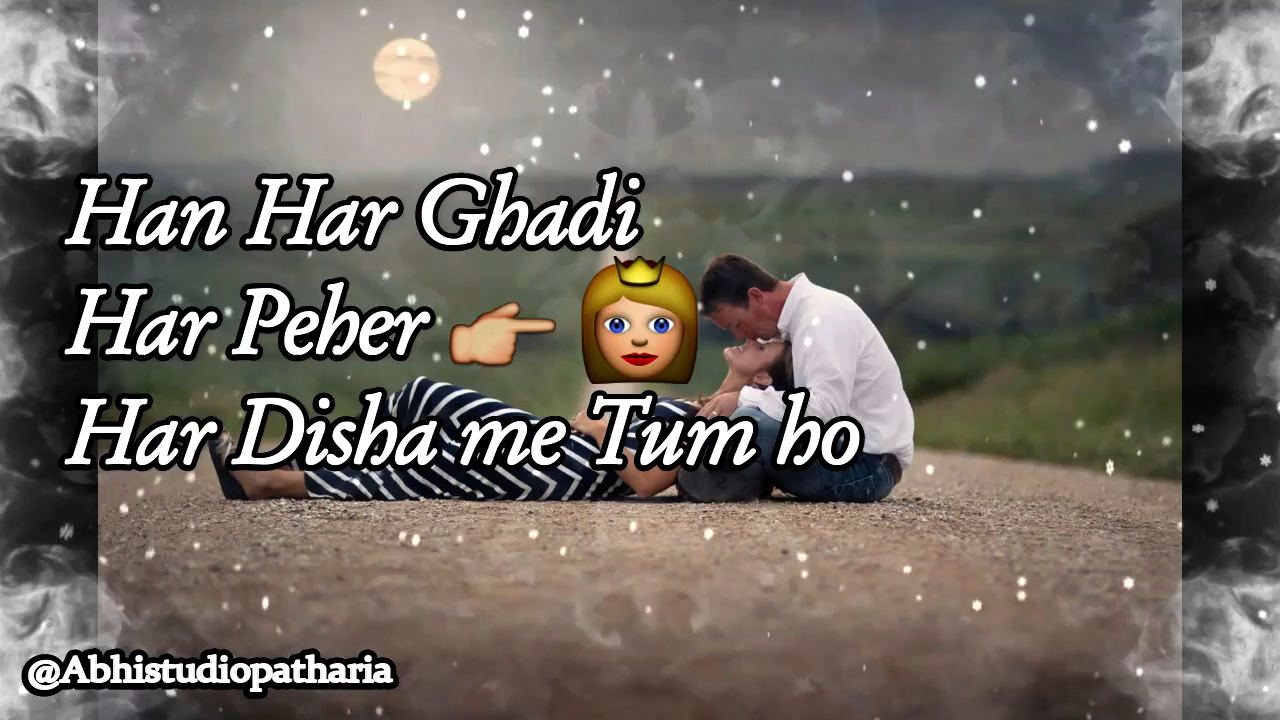 Han Har Ghadi
Har Peher 👉 👸
Har Disha me Tum ho
@Abhistudiopatharia